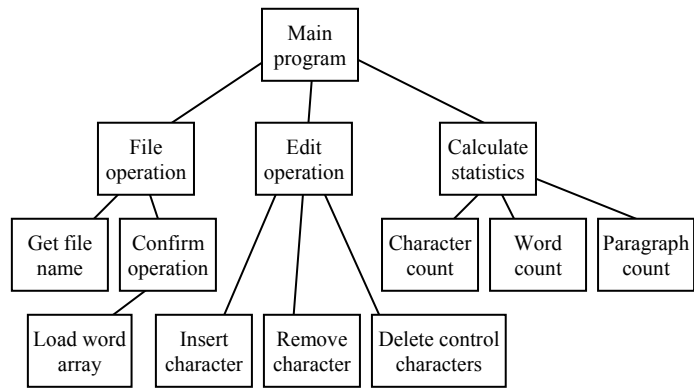 Main
program
File
operation
Edit
operation
Calculate
statistics
Get file
name
Confirm
operation
Character
count
Word
count
Paragraph
count
Load word
array
Insert
character
Remove
character
Delete control
characters